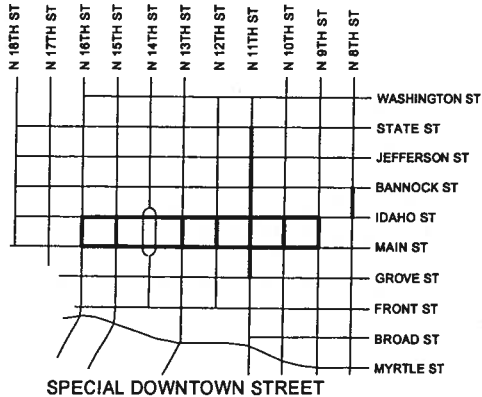 N 18TH ST
N 17TH ST
N 16TH ST
N 15TH ST
N 14TH ST
N 13TH ST
N 12TH ST
N 11TH ST
N 10TH ST
N 9TH ST
N 8TH ST
WASHINGTON ST
STATE ST
JEFFERSON ST
BANNOCK ST
IDAHO ST
MAIN ST
GROVE ST
FRONT ST
BROAD ST
MYRTLE ST
SPECIAL DOWNTOWN STREET